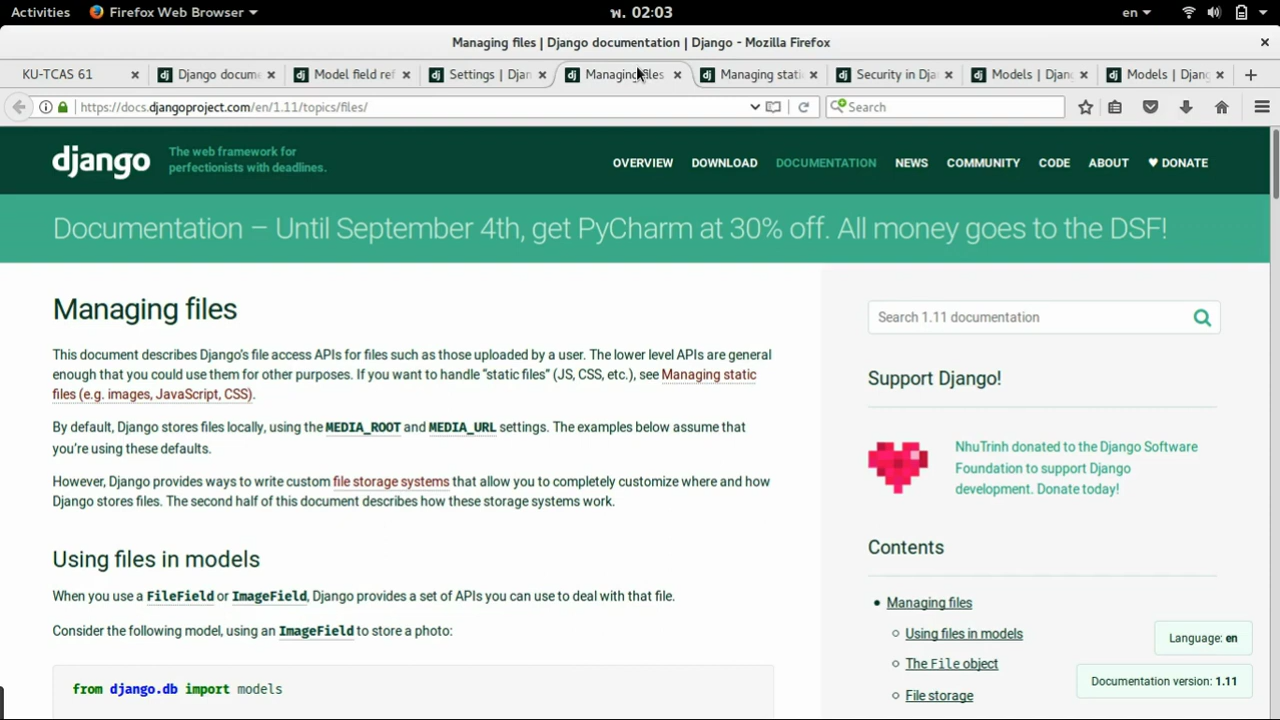 Activities Firefox Web Browser พ. 02:03 en
Managing files | Django documentation | Django - Mozilla Firefox
KU-TCAS 61 dj Django docum dj Model field ref dj Settings | Djan dj Managing files dj Managing stati dj Security in Dja dj Models | Djang dj Models | Djang
https://docs.djangoproject.com/en/1.11/topics/files/ Search
django
The web framework for
perfectionists with deadlines.
OVERVIEW DOWNLOAD DOCUMENTATION NEWS COMMUNITY CODE ABOUT ♥ DONATE
Documentation – Until September 4th, get PyCharm at 30% off. All money goes to the DSF!
Managing files
This document describes Django’s file access APIs for files such as those uploaded by a user. The lower level APIs are general
enough that you could use them for other purposes. If you want to handle “static files” (JS, CSS, etc.), see Managing static
files (e.g. images, JavaScript, CSS).
By default, Django stores files locally, using the MEDIA_ROOT and MEDIA_URL settings. The examples below assume that
you’re using these defaults.
However, Django provides ways to write custom file storage systems that allow you to completely customize where and how
Django stores files. The second half of this document describes how these storage systems work.
Using files in models
When you use a FileField or ImageField, Django provides a set of APIs you can use to deal with that file.
Consider the following model, using an ImageField to store a photo:
from django.db import models
Search 1.11 documentation
Support Django!
NhuTrinh donated to the Django Software
Foundation to support Django
development. Donate today!
Contents
Managing files
Using files in models
The File object
File storage
Language: en
Documentation version: 1.11